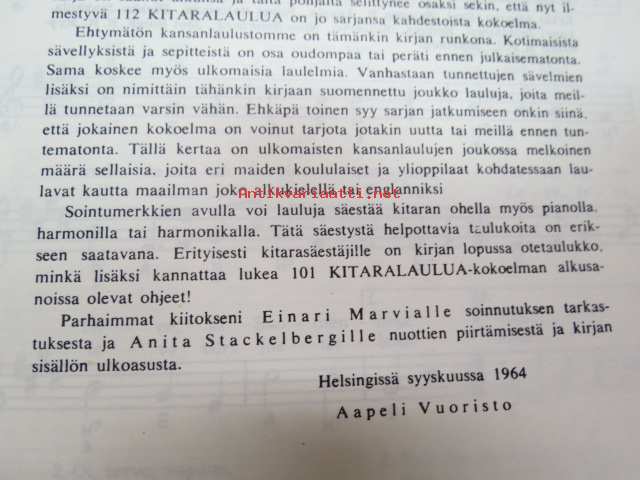 mestyvä 112 KITARALAULUA on jo sarjansa kahdestoista kokoelma.
Ehtymätön kansanlaulustomme on tämänkin kirjan runkona. Kotimaisista
sävellyksistä ja sepitteistä on osa oudompaa tai peräti ennen julkaisematonta.
Sama koskee myös ulkomaisia laulelmia. Vanhastaan tunnettujen sävelmien
lisäksi on nimittäin tähänkin kirjaan suomennettu joukko lauluja, joita meil-
lä tunnetaan varsin vähän. Ehkäpä toinen syy sarjan jatkumiseen onkin siinä,
että jokainen kokoelma on voinut tarjota jotakin uutta tai meillä ennen tun-
tematonta. Tällä kertaa on ulkomaisten kansanlaulujen joukossa melkoinen
määrä sellaisia, joita eri maiden koululaiset ja ylioppilaat kohdatessaan lau-
lavat kautta maailman joko alkukielellä tai englanniksi
Antikvariaatti.net
Sointumerkkien avulla voi lauluja säestää kitaran ohella myös pianolla,
harmonilla tai harmonikalla. Tätä säestystä helpottavia taulukoita on erik-
seen saatavana. Erityisesti kitarasäestäjille on kirjan lopussa otetaulukko,
minkä lisäksi kannattaa lukea 101 KITARALAULUA-kokoelman alkusa-
noissa olevat ohjeet!
Parhaimmat kiitokseni Einari Marvialle soinnutuksen tarkas-
tuksesta ja Anita Stackelbergille nuottien piirtämisestä ja kirjan
sisällön ulkoasusta.
Helsingissä syyskuussa 1964
Aapeli Vuoristo